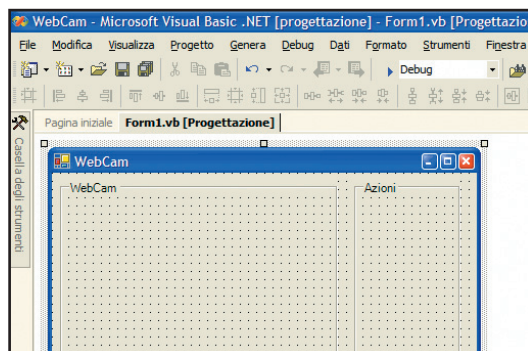 WebCam - Microsoft Visual Basic .NET [progettazione] - Form1.vb [Progettazio
File Modifica Visualizza Progetto Genera Debug Dati Formato Strumenti Finestra
Debug
Pagina iniziale Form1.vb [Progettazione]
Casella degli strumenti
WebCam
WebCam Azioni